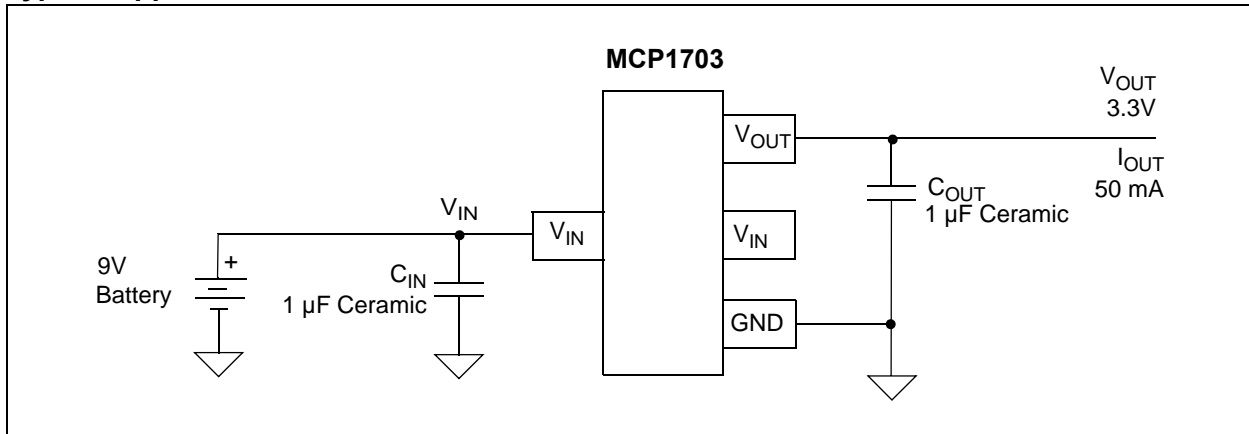 MCP1703
V_OUT
3.3V
V_OUT
I_OUT
50 mA
C_OUT
1 µF Ceramic
V_IN
V_IN
V_IN
9V
Battery
+
C_IN
1 µF Ceramic
GND